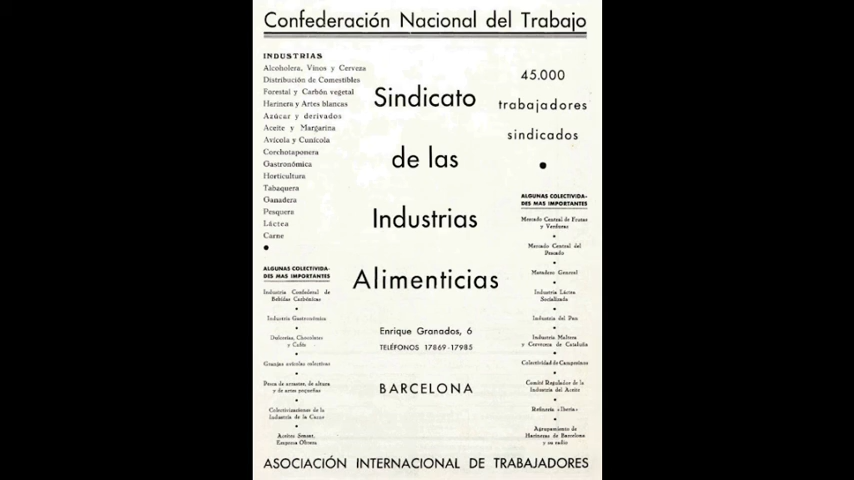 Confederación Nacional del Trabajo
INDUSTRIAS
Alcoholera, Vinos y Cerveza
Distribución de Comestibles
Forestal y Carbón vegetal
Harinera y Artes blancas
Azúcar y derivados
Aceite y Margarina
Avícola y Cunícola
Corchotaponera
Gastronómica
Horticultura
Tabaquera
Ganadera
Pesquera
Láctea
Carne
ALGUNAS COLECTIVIDA-
DES MAS IMPORTANTES
Industria Confederal de
Bebidas Carbónicas
Industria Gastronómica
Dulcerías, Chocolates
y Cafés
Granjas avícolas colectivas
Pesca de arrastre, de altura
y de artes pequeñas
Colectivizaciones de la
Industria de la Carne
Aceites
Empresa Obrera
Sindicato
de las
Industrias
Alimenticias
Enrique Granados, 6
TELÉFONOS 17869-17985
BARCELONA
45.000
trabajadores
sindicados
ALGUNAS COLECTIVIDA-
DES MAS IMPORTANTES
Mercado Central de Frutas
y Verduras
Mercado Central del
Pescado
Matadero General
Industria Láctea
Socializada
Industria del Pan
Industria Maltera
y Cervecera de Cataluña
Colectividad de Campesinos
Comité Regulador de la
Industria del Aceite
Refinería «Iberia»
Agrupamiento de
Harineras de Barcelona
y su radio
ASOCIACIÓN INTERNACIONAL DE TRABAJADORES